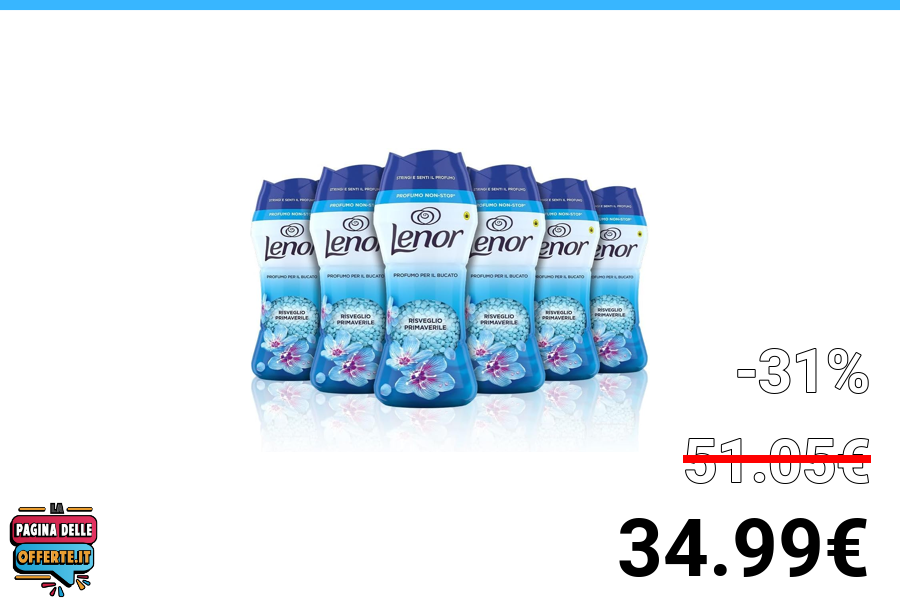 STRINGI E SENTI IL PROFUMO
PROFUMO NON-STOP
Lenor
PROFUMO PER IL BUCATO
RISVEGLIO
PRIMAVERILE
-31%
51.05€
34.99€
LA
PAGINA DELLE
OFFERTE.IT